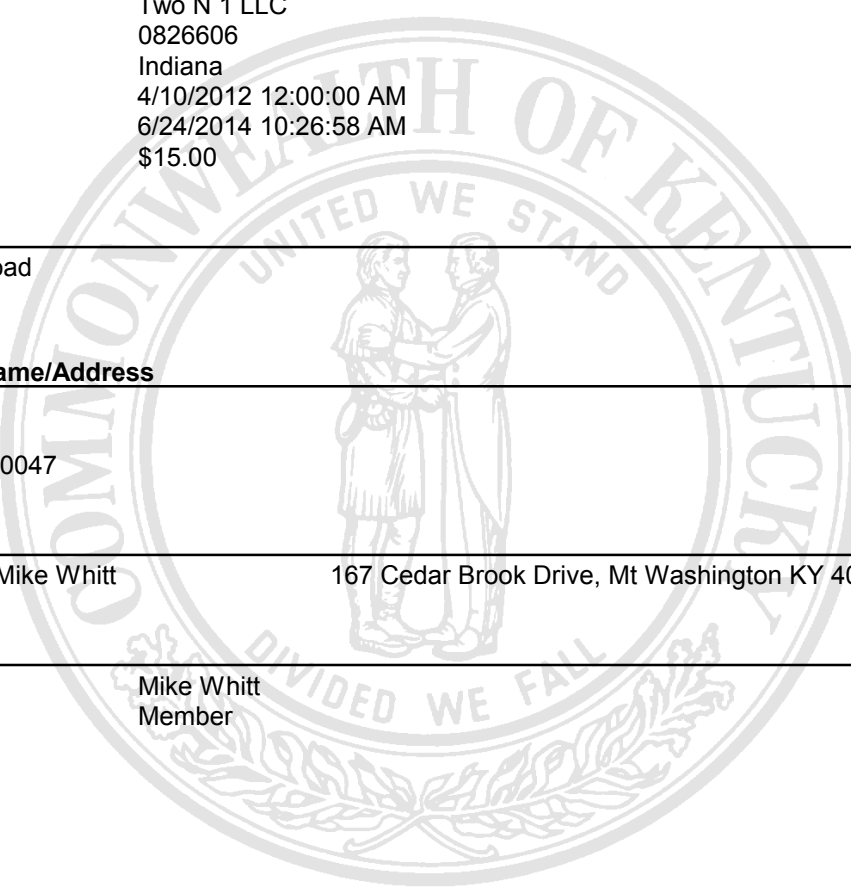 Two N 1 LLC
0826606
Indiana
4/10/2012 12:00:00 AM
6/24/2014 10:26:58 AM
$15.00
COMMONWEALTH OF KENTUCKY
UNITED WE STAND
ame/Address
0047
Mike Whitt 167 Cedar Brook Drive, Mt Washington KY 40
DIVIDED WE FALL
Mike Whitt
Member